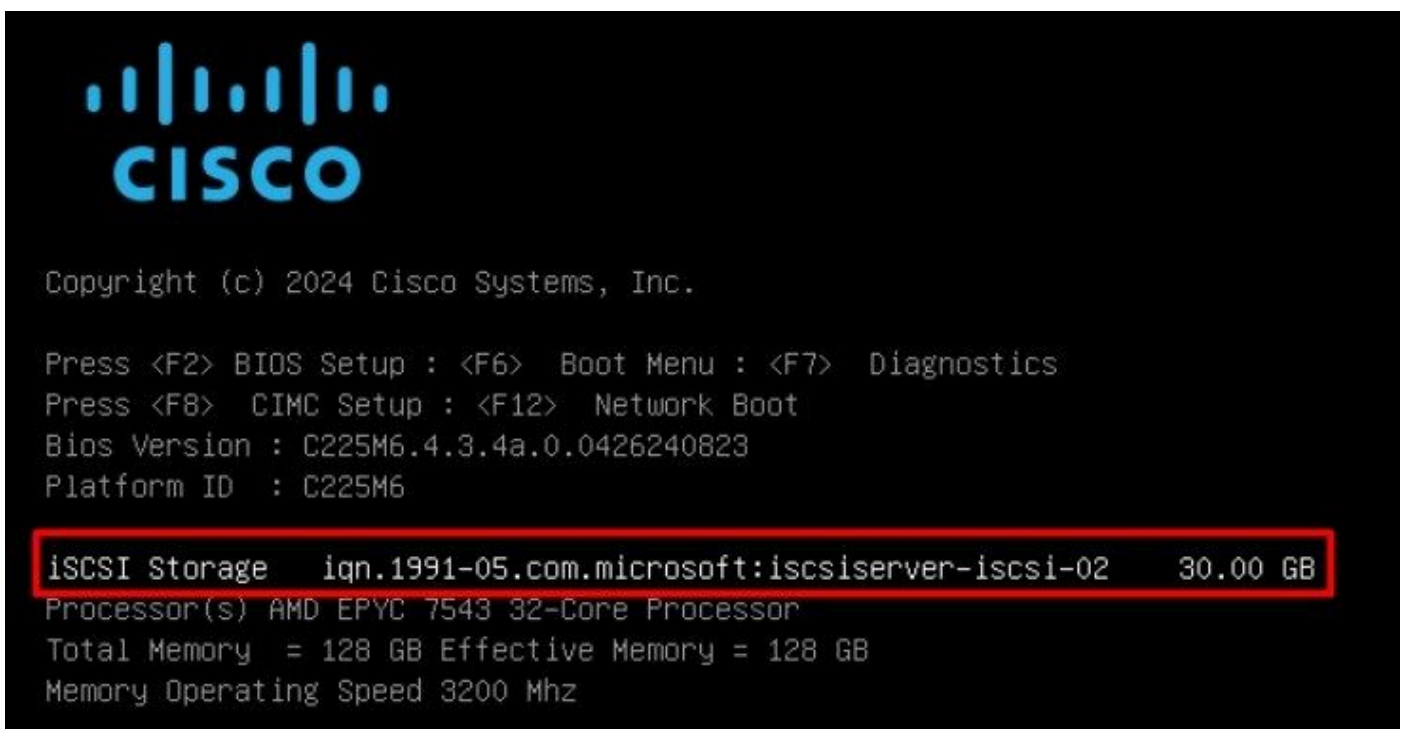 CISCO
Copyright (c) 2024 Cisco Systems, Inc.
Press <F2> BIOS Setup : <F6>  Boot Menu : <F7>  Diagnostics
Press <F8>  CIMC Setup : <F12>  Network Boot
Bios Version : C225M6.4.3.4a.0.0426240823
Platform ID  : C225M6
iSCSI Storage   iqn.1991-05.com.microsoft:iscsiserver-iscsi-02    30.00 GB
Processor(s) AMD EPYC 7543 32-Core Processor
Total Memory  = 128 GB Effective Memory = 128 GB
Memory Operating Speed 3200 Mhz